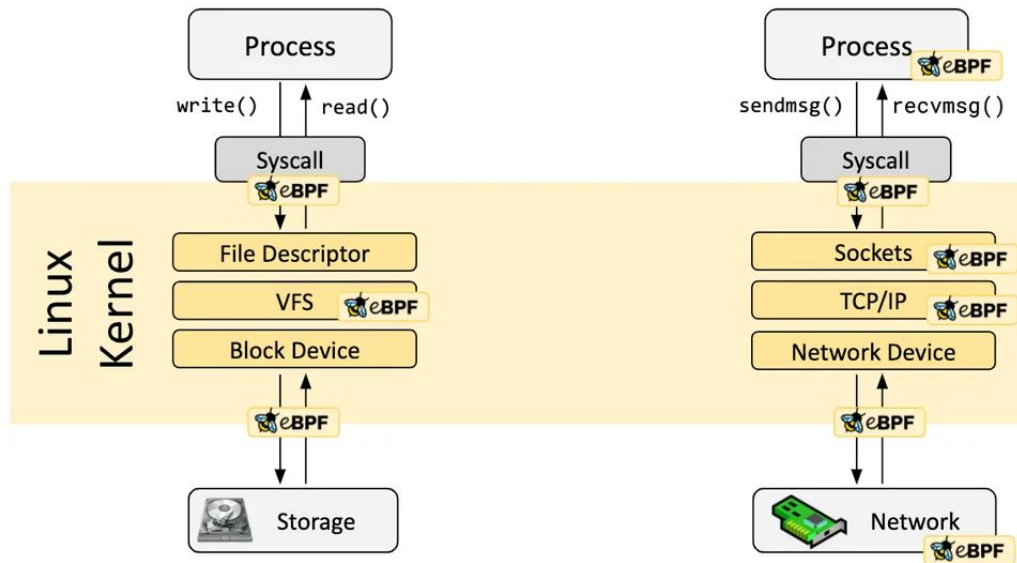 Process
write()
read()
Syscall
eBPF
Linux
Kernel
File Descriptor
VFS
eBPF
Block Device
eBPF
Storage
Process
eBPF
sendmsg()
recvmsg()
Syscall
eBPF
Sockets
eBPF
TCP/IP
eBPF
Network Device
eBPF
Network
eBPF